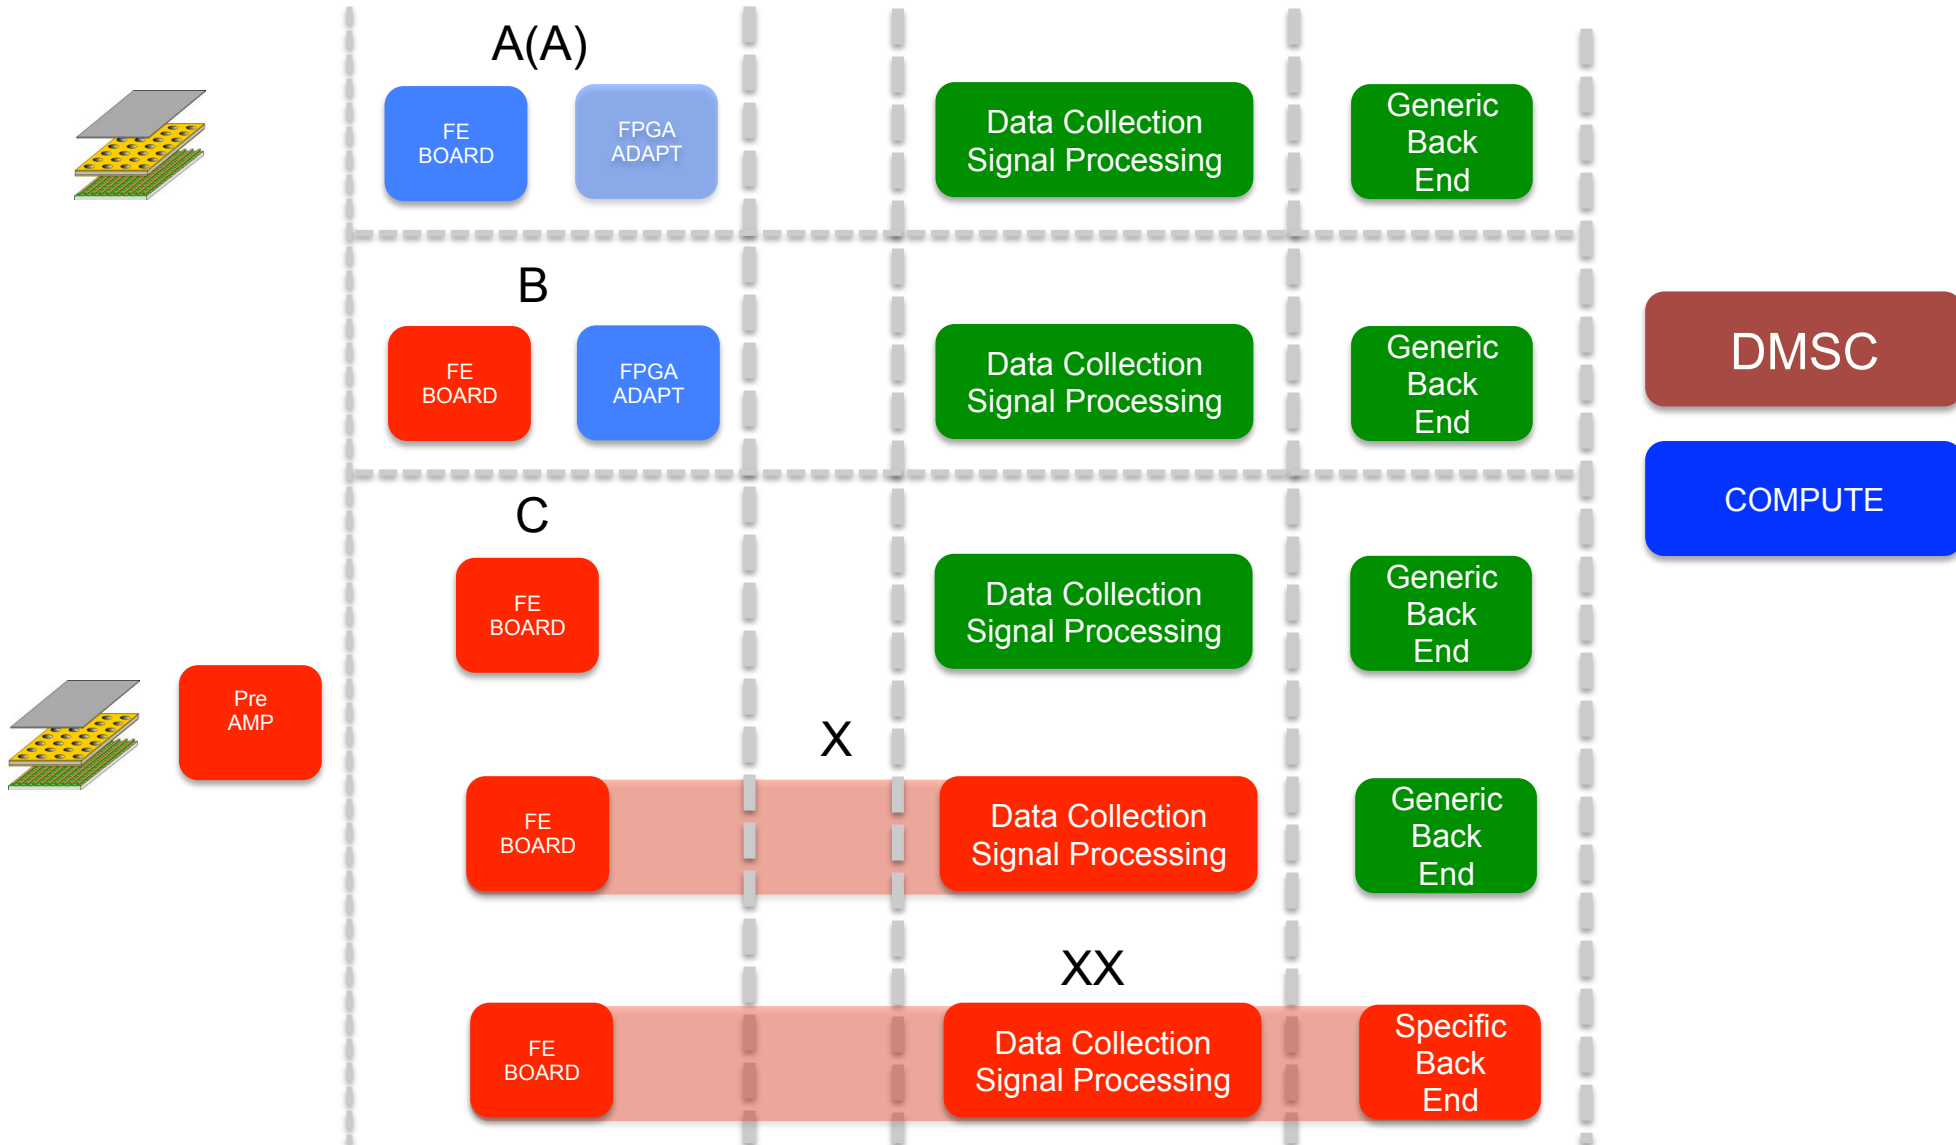 A(A)
FE
BOARD
FPGA
ADAPT
Data Collection
Signal Processing
Generic
Back
End
B
FE
BOARD
FPGA
ADAPT
Data Collection
Signal Processing
Generic
Back
End
DMSC
COMPUTE
C
FE
BOARD
Data Collection
Signal Processing
Generic
Back
End
Pre
AMP
X
FE
BOARD
Data Collection
Signal Processing
Generic
Back
End
XX
FE
BOARD
Data Collection
Signal Processing
Specific
Back
End